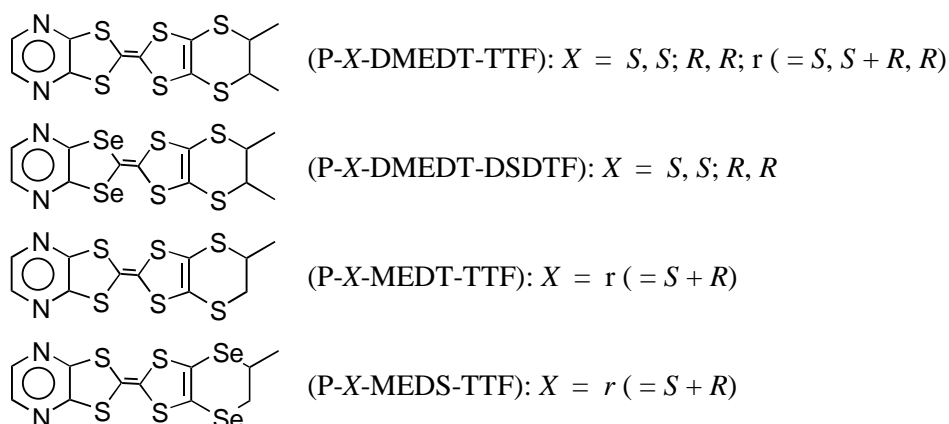 N S S S S
N S S S S
(P-X-DMEDT-TTF): X = S, S; R, R; r ( = S, S + R, R)
N Se S S
N Se S S
(P-X-DMEDT-DSDTF): X = S, S; R, R
N S S S
N S S S
(P-X-MEDT-TTF): X = r ( = S + R)
N S S Se
N S S Se
(P-X-MEDS-TTF): X = r ( = S + R)